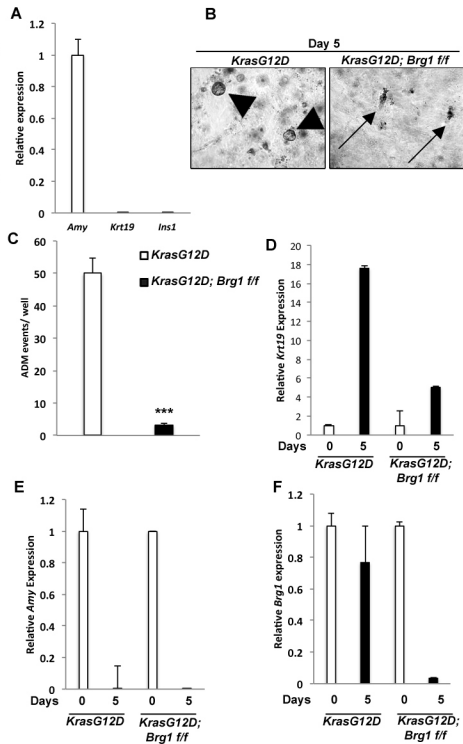 A
Relative expression
1.2
1
0.8
0.6
0.4
0.2
0
Amy Krt19 Ins1
B
Day 5
KrasG12D KrasG12D; Brg1 f/f
C
ADM events/ well
60
50
40
30
20
10
0
KrasG12D
KrasG12D; Brg1 f/f
***
D
Relative Krt19 Expression
20
18
16
14
12
10
8
6
4
2
0
Days 0 5 0 5
KrasG12D KrasG12D;
Brg1 f/f
E
Relative Amy Expression
1.2
1
0.8
0.6
0.4
0.2
0
Days 0 5 0 5
KrasG12D KrasG12D;
Brg1 f/f
F
Relative Brg1 expression
1.2
1
0.8
0.6
0.4
0.2
0
Days 0 5 0 5
KrasG12D KrasG12D;
Brg1 f/f